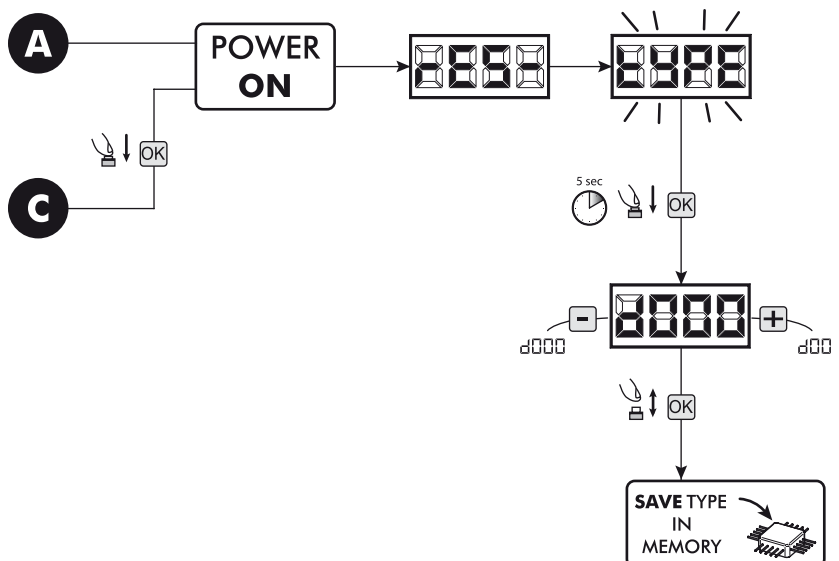 A
POWER
ON
rES-
tYPE
OK
C
5 sec
OK
-
d000
+
d000
d00
OK
SAVE TYPE
IN
MEMORY